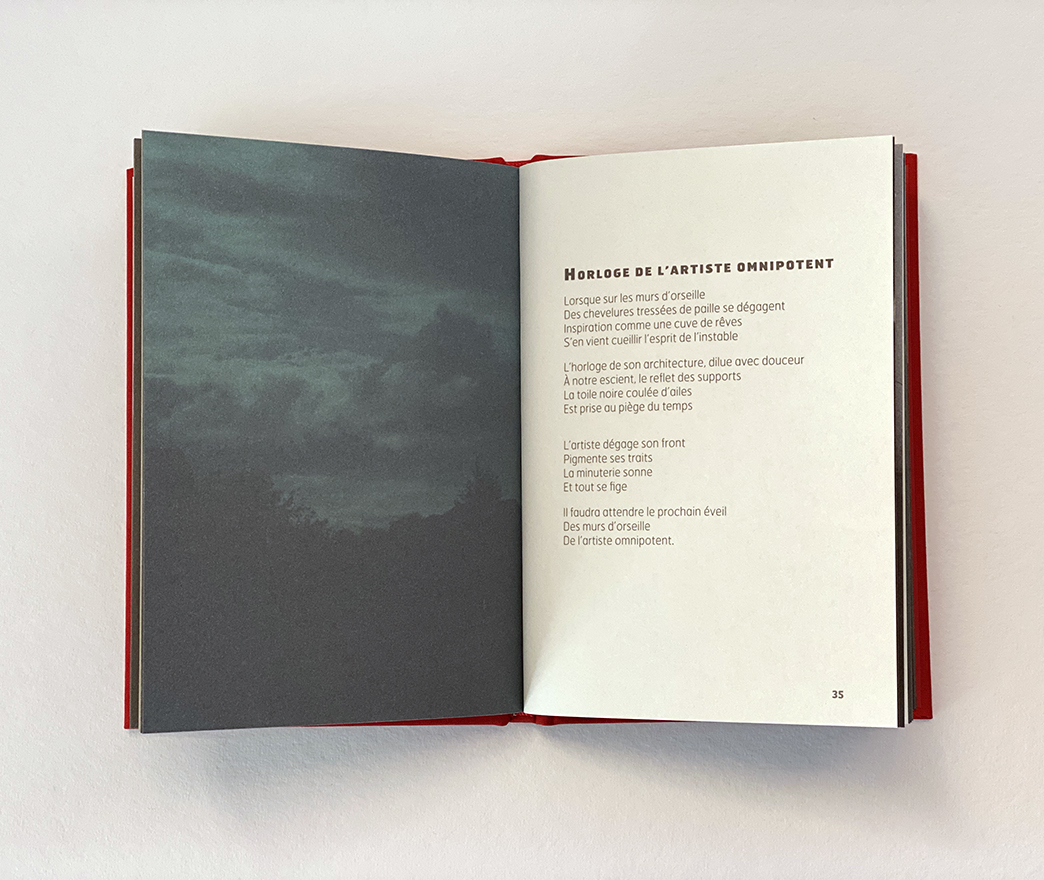 HORLOGE DE L'ARTISTE OMNIPOTENT
Lorsque sur les murs d'orseille
Des chevelures tressées de paille se dégagent
Inspiration comme une cuve de rêves
S'en vient cueillir l'esprit de l'instable
L'horloge de son architecture, dilue avec douceur
À notre escient, le reflet des supports
La toile noire coulée d'ailes
Est prise au piège du temps
L'artiste dégage son front
Pigmente ses traits
La minuterie sonne
Et tout se fige
Il faudra attendre le prochain éveil
Des murs d'orseille
De l'artiste omnipotent.
35